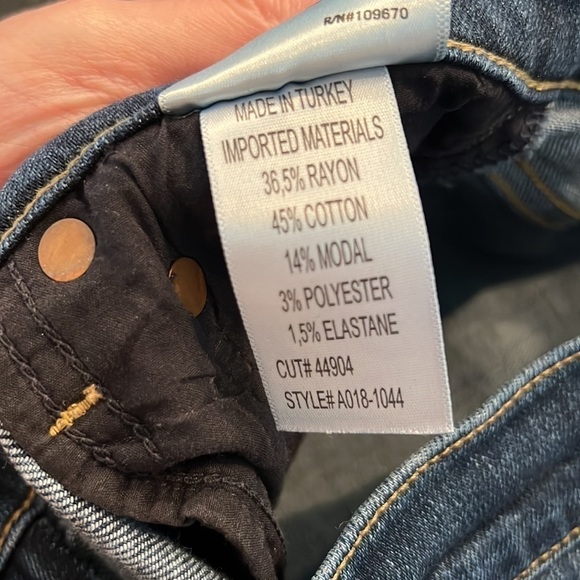 R/N#109670
MADE IN TURKEY
IMPORTED MATERIALS
36,5% RAYON
45% COTTON
14% MODAL
3% POLYESTER
1,5% ELASTANE
CUT# 44904
STYLE# A018-1044